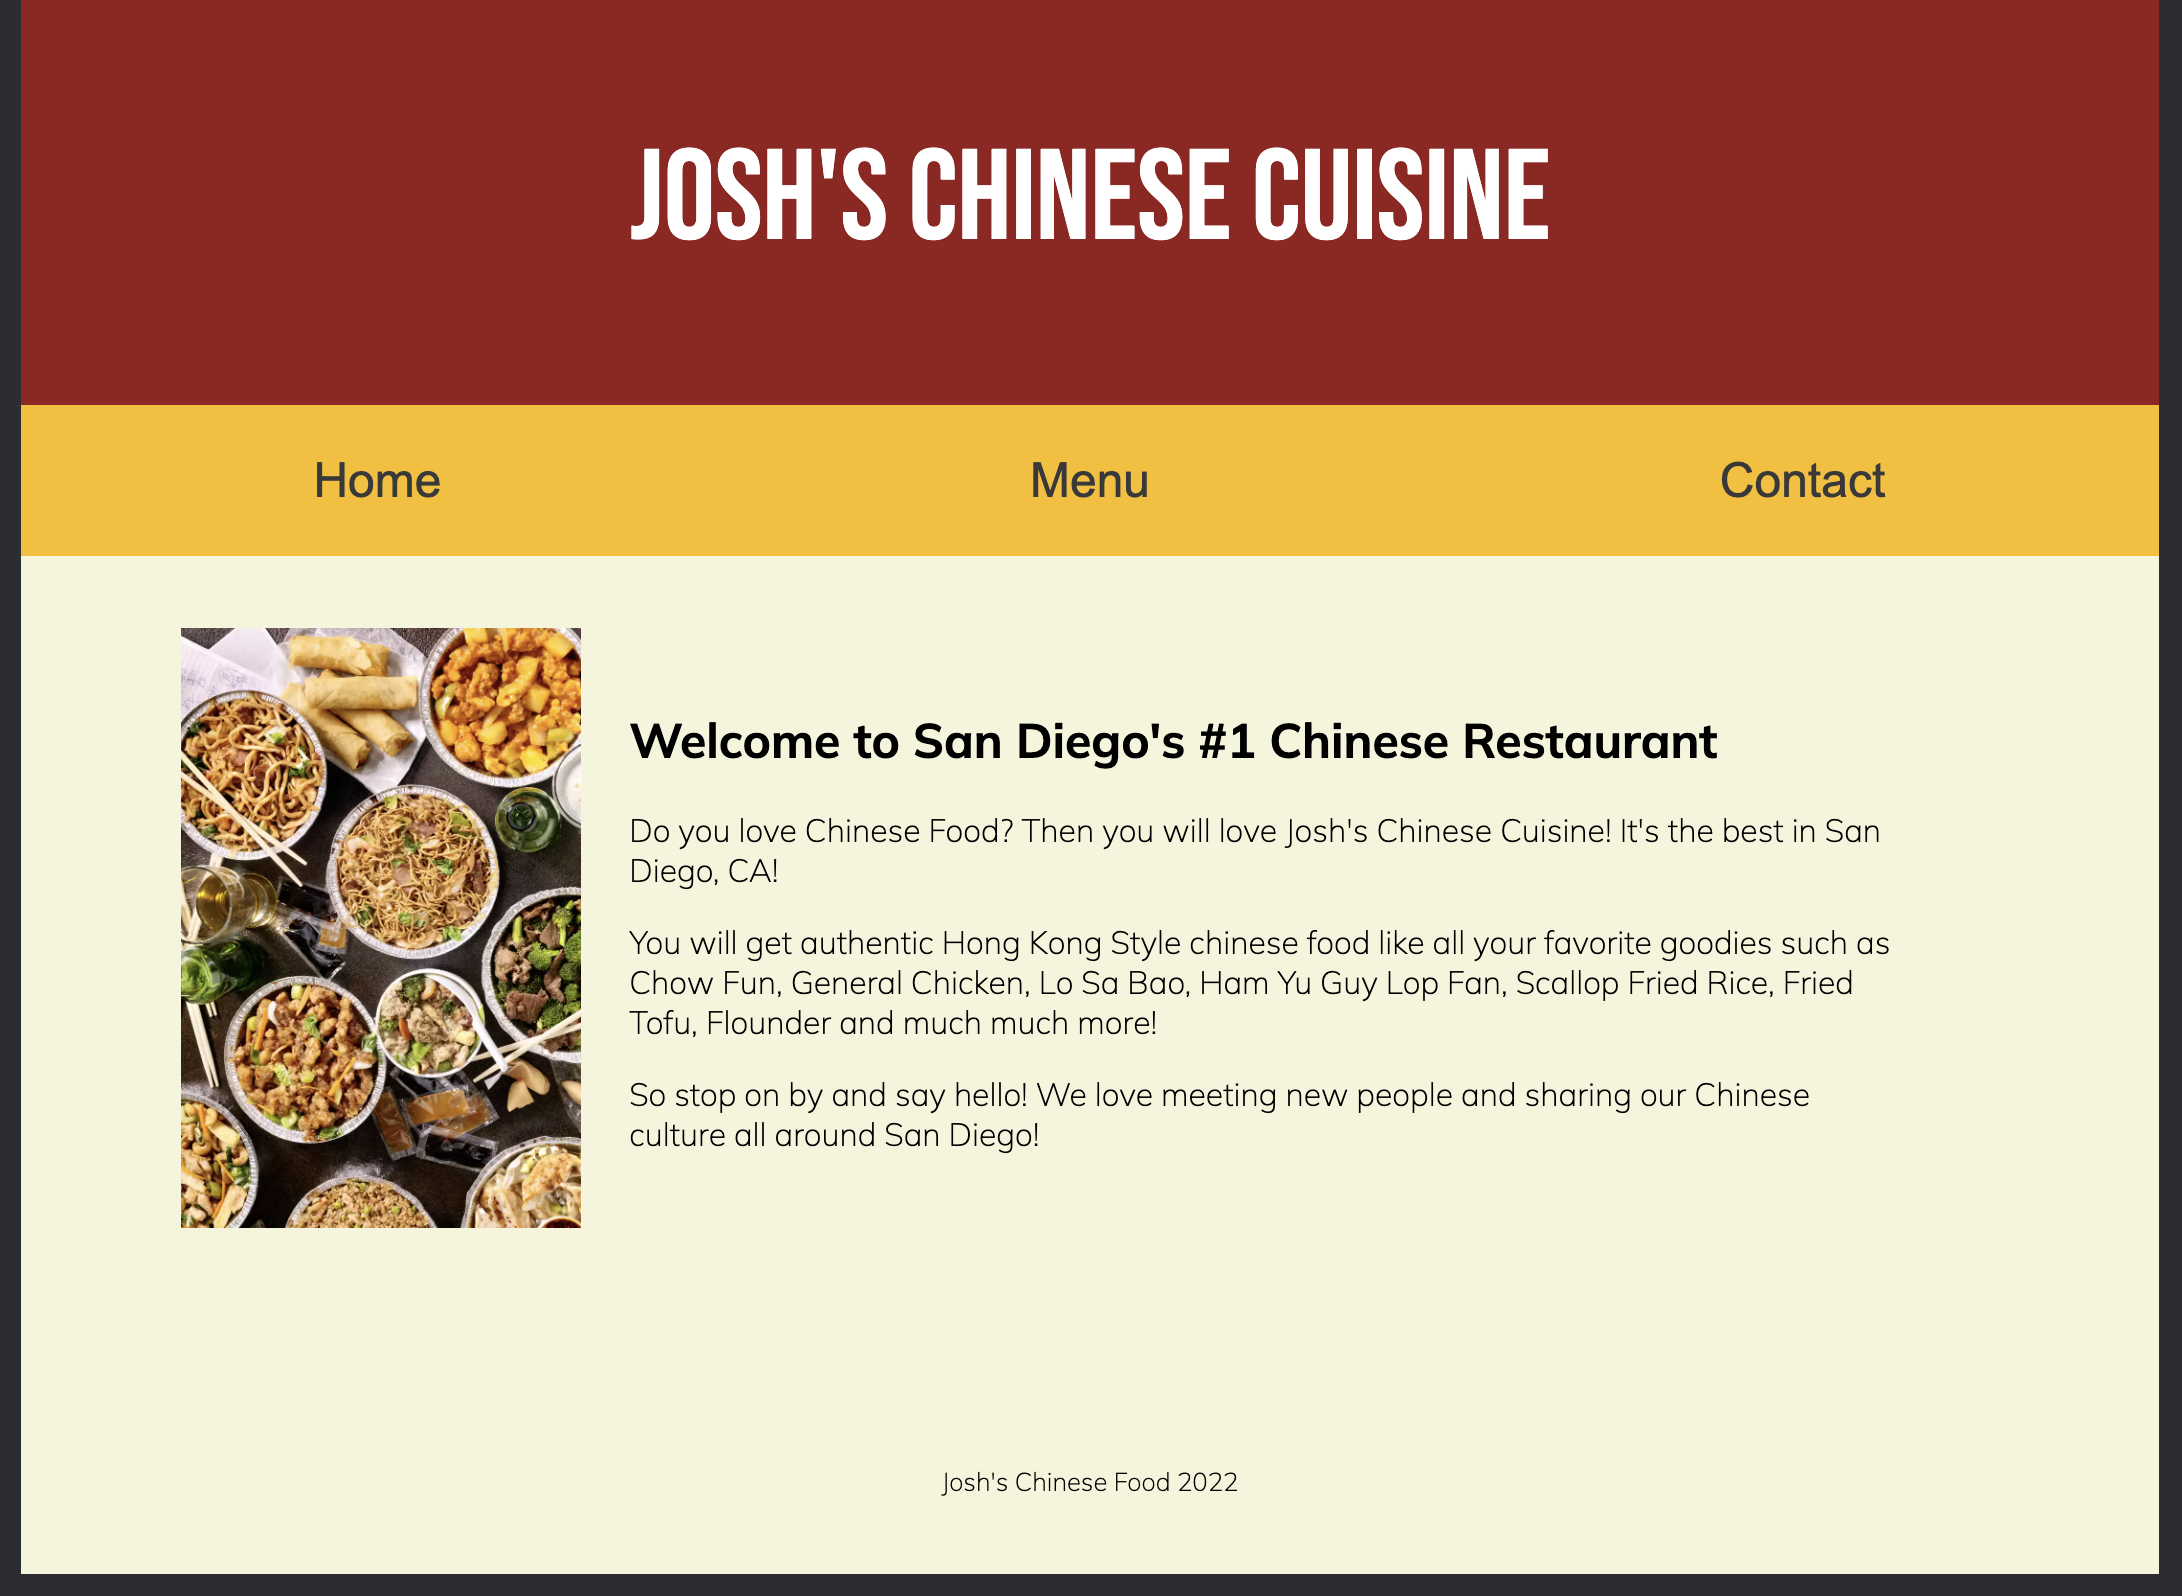 JOSH'S CHINESE CUISINE
Home
Menu
Contact
Welcome to San Diego's #1 Chinese Restaurant
Do you love Chinese Food? Then you will love Josh's Chinese Cuisine! It's the best in San
Diego, CA!
You will get authentic Hong Kong Style chinese food like all your favorite goodies such as
Chow Fun, General Chicken, Lo Sa Bao, Ham Yu Guy Lop Fan, Scallop Fried Rice, Fried
Tofu, Flounder and much much more!
So stop on by and say hello! We love meeting new people and sharing our Chinese
culture all around San Diego!
Josh's Chinese Food 2022